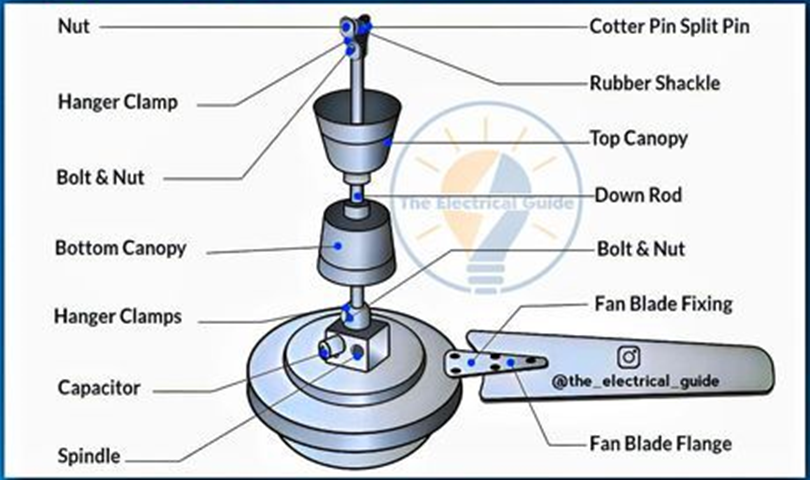 Nut
Cotter Pin Split Pin
Rubber Shackle
Hanger Clamp
Top Canopy
Bolt & Nut
Down Rod
The Electrical Guide
Bottom Canopy
Bolt & Nut
Fan Blade Fixing
Hanger Clamps
@the_electrical_guide
Capacitor
Fan Blade Flange
Spindle